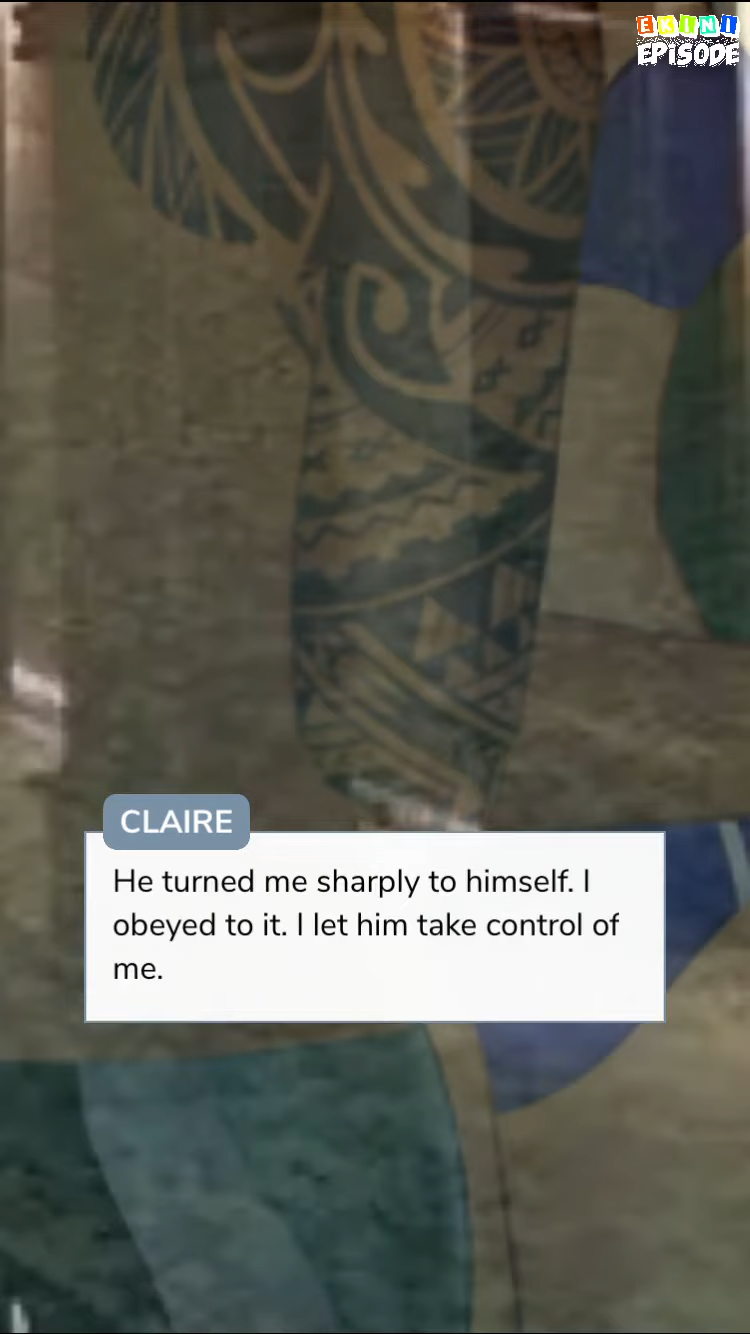 EKINI
EPISODE
CLAIRE
He turned me sharply to himself. I
obeyed to it. I let him take control of
me.